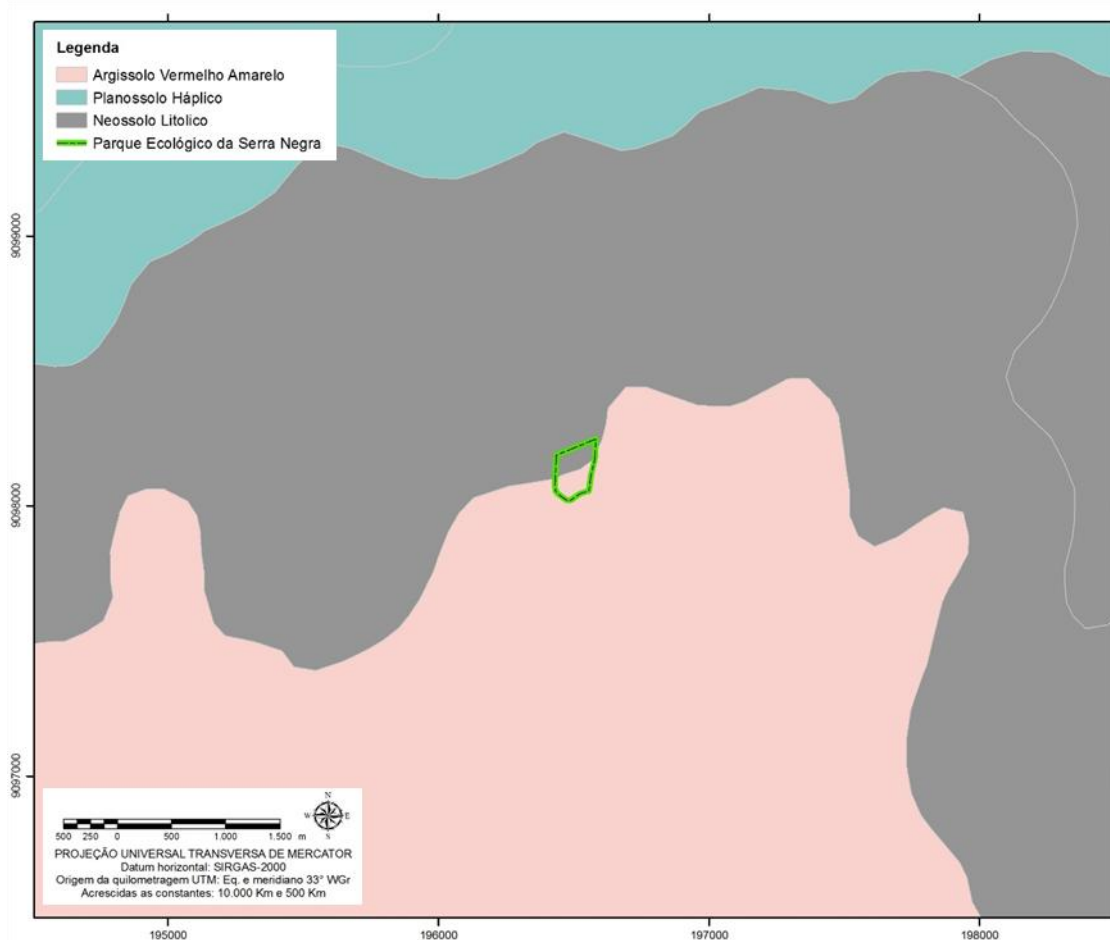 Legenda
Argissolo Vermelho Amarelo
Planossolo Háplico
Neossolo Litolico
Parque Ecológico da Serra Negra
9099000
9098000
9097000
N
W E
S
500 250 0 500 1.000 1.500 m
PROJEÇÃO UNIVERSAL TRANSVERSA DE MERCATOR
Datum horizontal: SIRGAS-2000
Origem da quilometragem UTM: Eq. e meridiano 33° WGr
Acrescidas as constantes: 10.000 Km e 500 Km
195000 196000 197000 198000